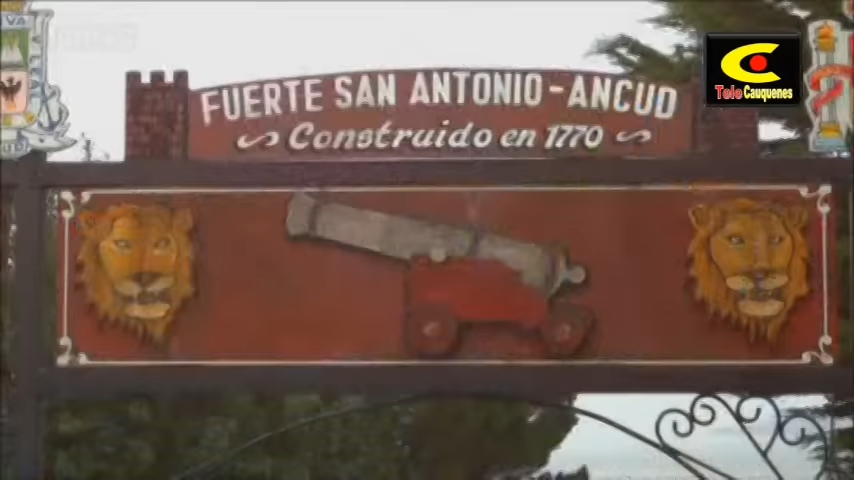 FUERTE SAN ANTONIO - ANCUD
Construido en 1770
Tele Cauquenes